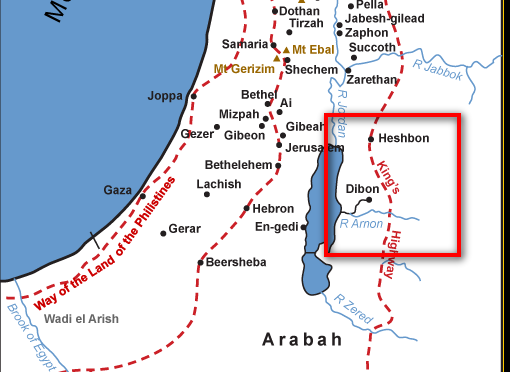 Pella
Dothan
Tirzah
Jabesh-gilead
Zaphon
Samaria
Mt Ebal
Succoth
Mt Gerizim
Shechem
R Jabbok
Zarethan
Joppa
Bethel
Ai
R Jordan
Mizpah
Gezer
Gibeon
Gibeah
Heshbon
Jerusalem
Bethelehem
King's
Highway
Lachish
Dibon
Gaza
Way of the Land of the Philistines
Hebron
R Arnon
En-gedi
Gerar
Beersheba
R Zered
Brook of Egypt
Wadi el Arish
Arabah